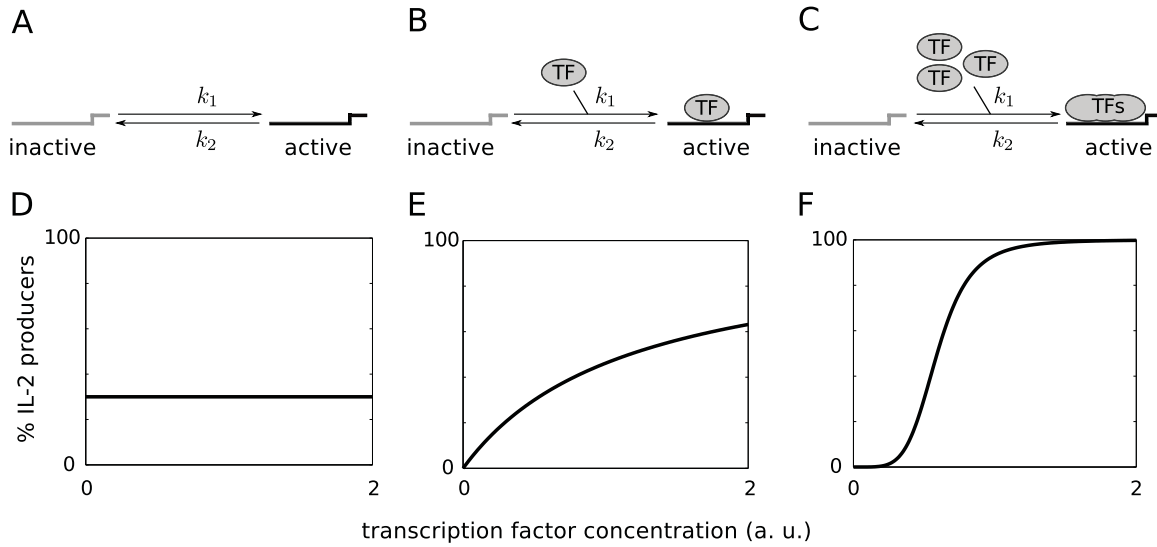 A
k1
k2
inactive
active
B
TF
k1
TF
k2
inactive
active
C
TF
TF
TF
k1
TFs
k2
inactive
active
D
100
% IL-2 producers
0
0
2
E
100
0
0
2
F
100
0
0
2
transcription factor concentration (a. u.)